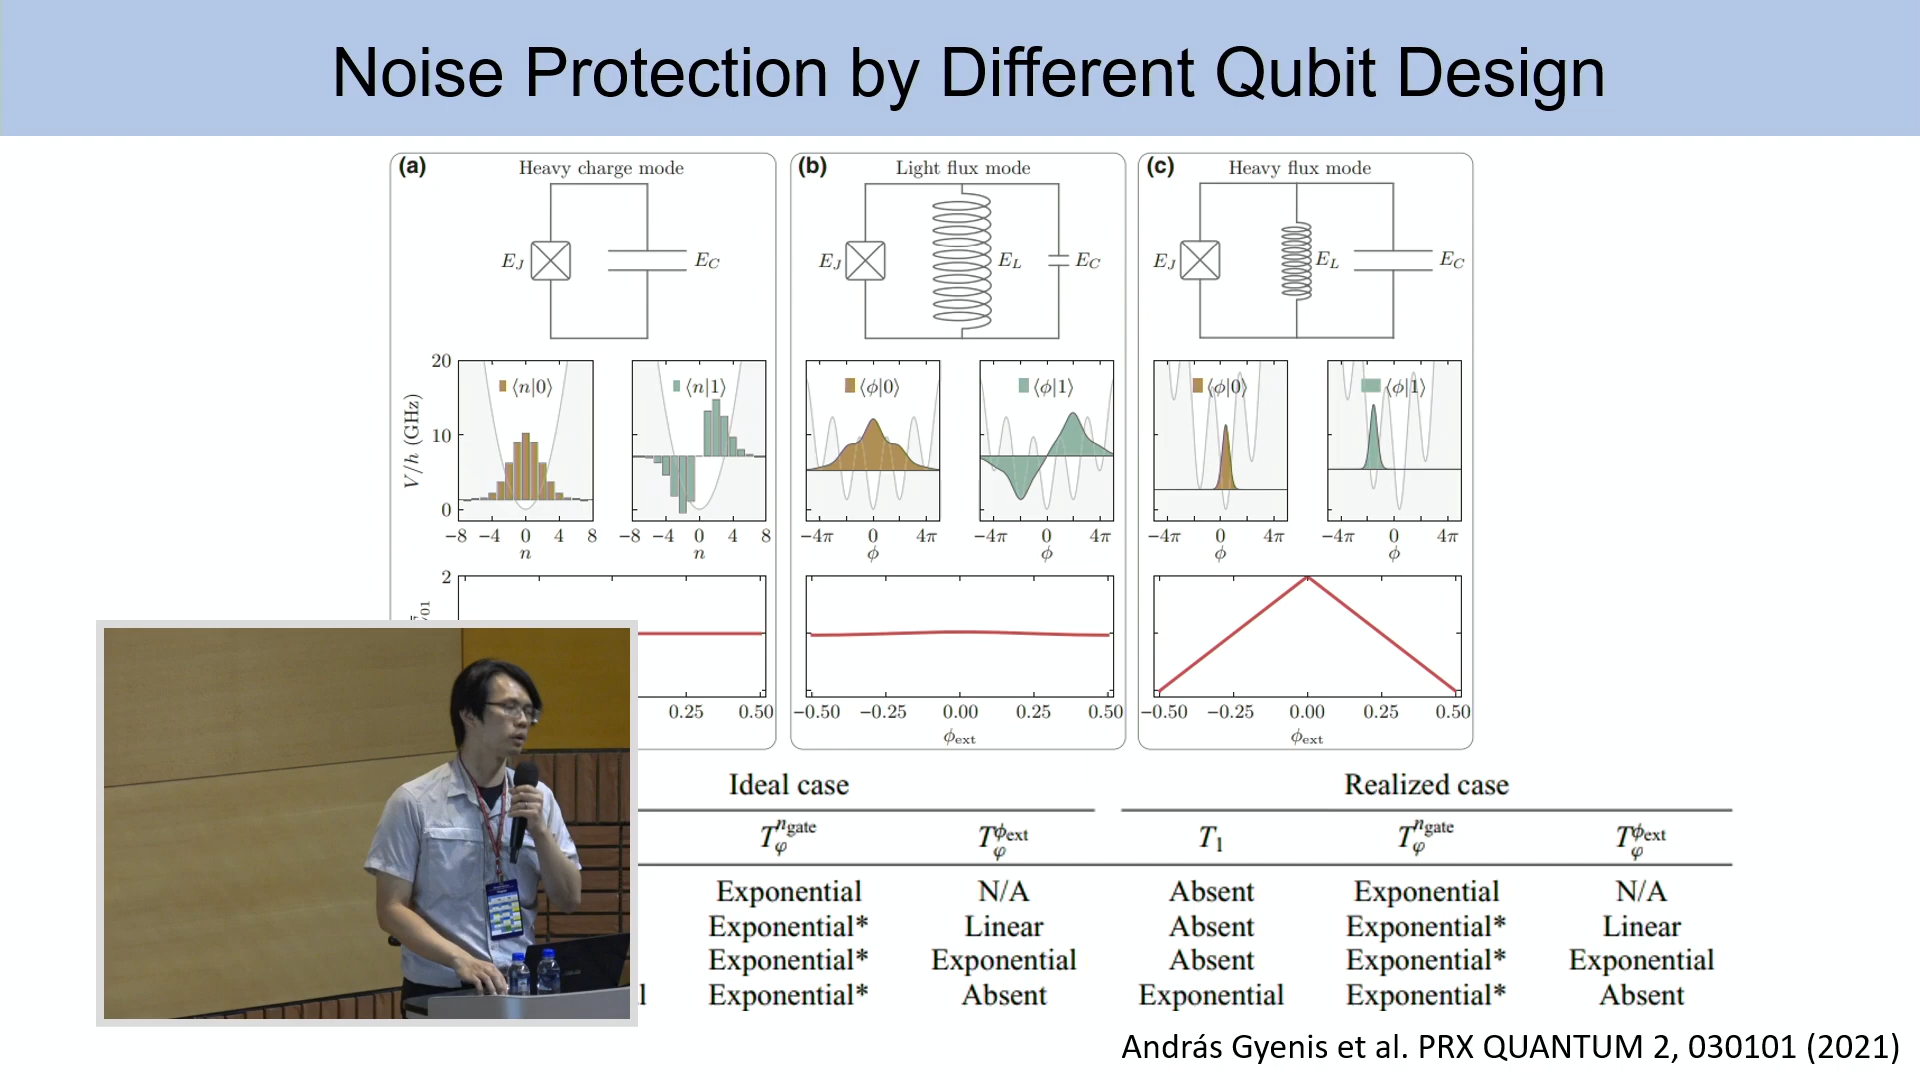 Noise Protection by Different Qubit Design
(a) Heavy charge mode
E_J E_C
(b) Light flux mode
E_J E_L E_C
(c) Heavy flux mode
E_J E_L E_C
V/h (GHz)
20
10
0
⟨n|0⟩
−8 −4 0 4 8
n
⟨n|1⟩
−8 −4 0 4 8
n
⟨ϕ|0⟩
−4π 0 4π
ϕ
⟨ϕ|1⟩
−4π 0 4π
ϕ
⟨ϕ|0⟩
−4π 0 4π
ϕ
⟨ϕ|1⟩
−4π 0 4π
ϕ
2
0.25 0.50
−0.50 −0.25 0.00 0.25 0.50
ϕ_ext
−0.50 −0.25 0.00 0.25 0.50
ϕ_ext
Ideal case Realized case
T_φ^{n_gate} T_φ^{ϕ_ext} T_1 T_φ^{n_gate} T_φ^{ϕ_ext}
Exponential N/A Absent Exponential N/A
Exponential* Linear Absent Exponential* Linear
Exponential* Exponential Absent Exponential* Exponential
Exponential* Absent Exponential Exponential* Absent
András Gyenis et al. PRX QUANTUM 2, 030101 (2021)